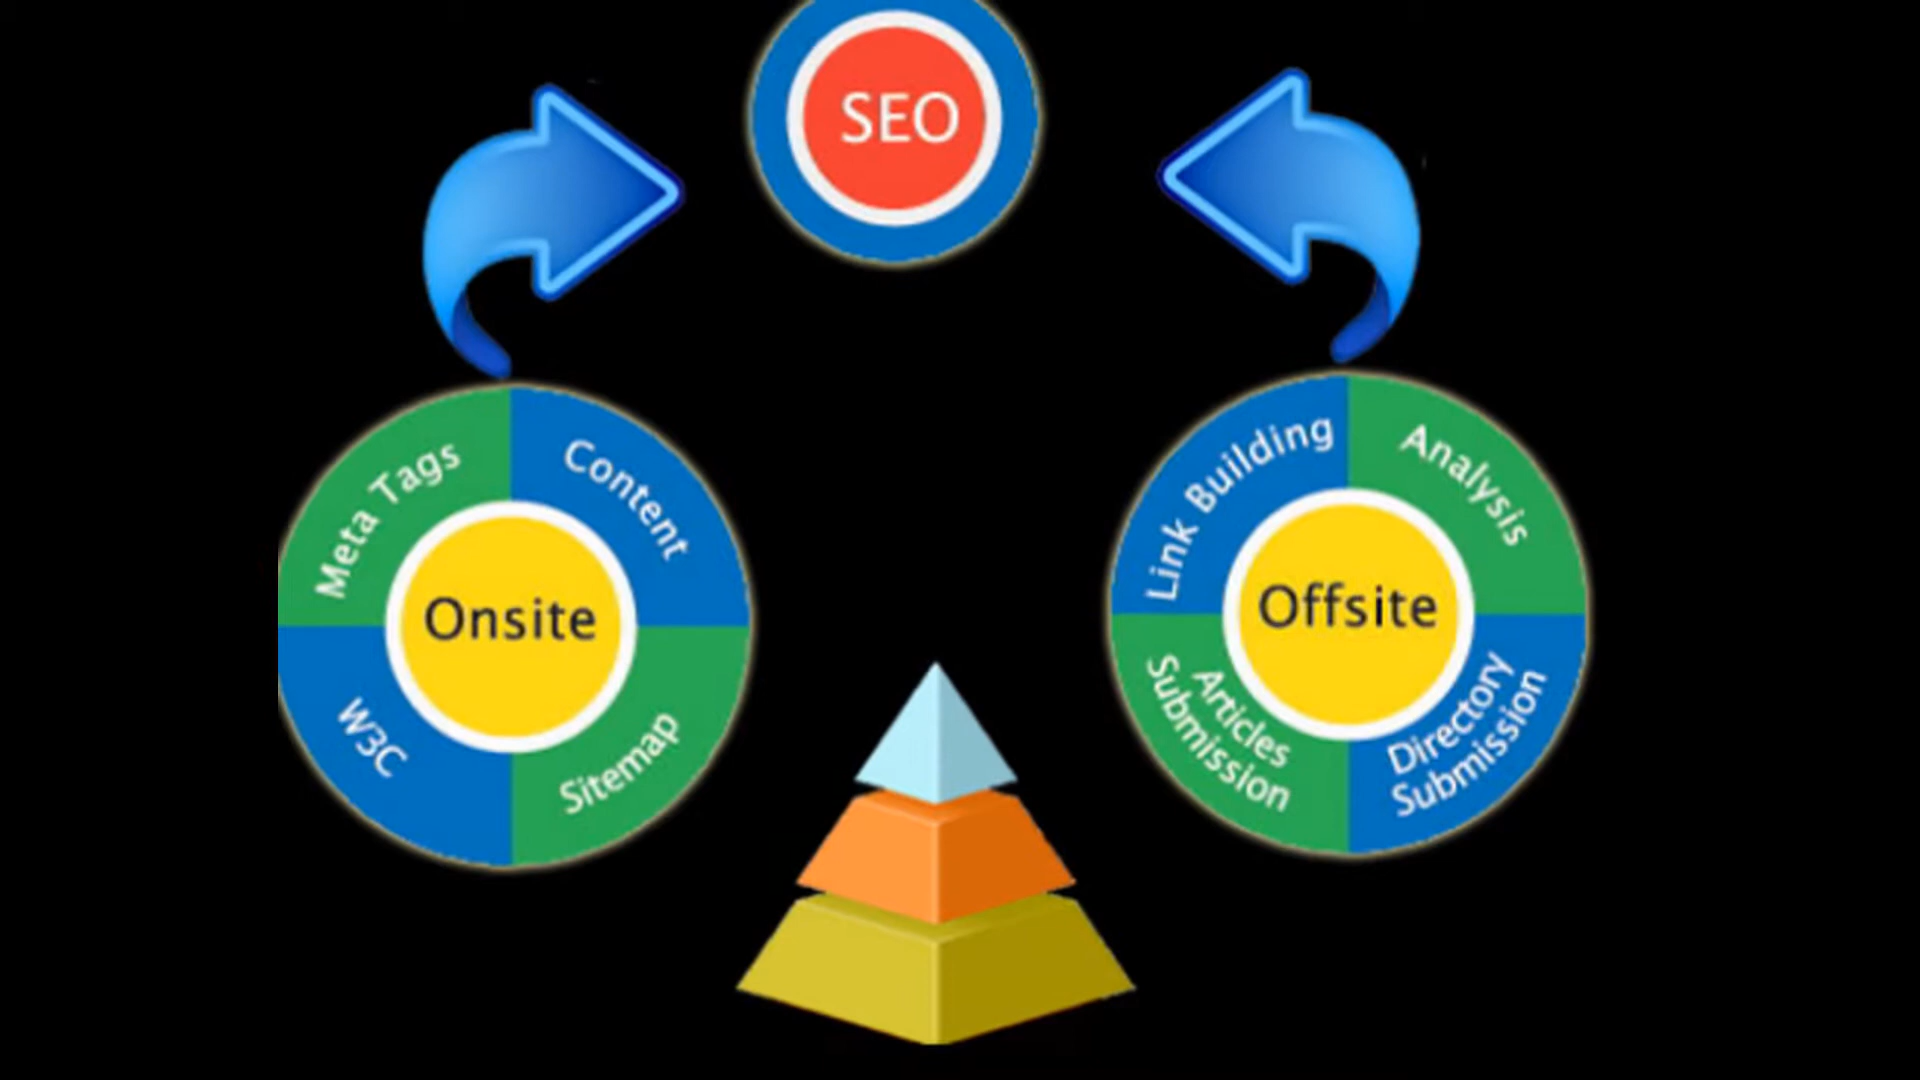 SEO
Meta Tags
Content
Onsite
W3C
Sitemap
Link Building
Analysis
Offsite
Articles
Submission
Directory
Submission